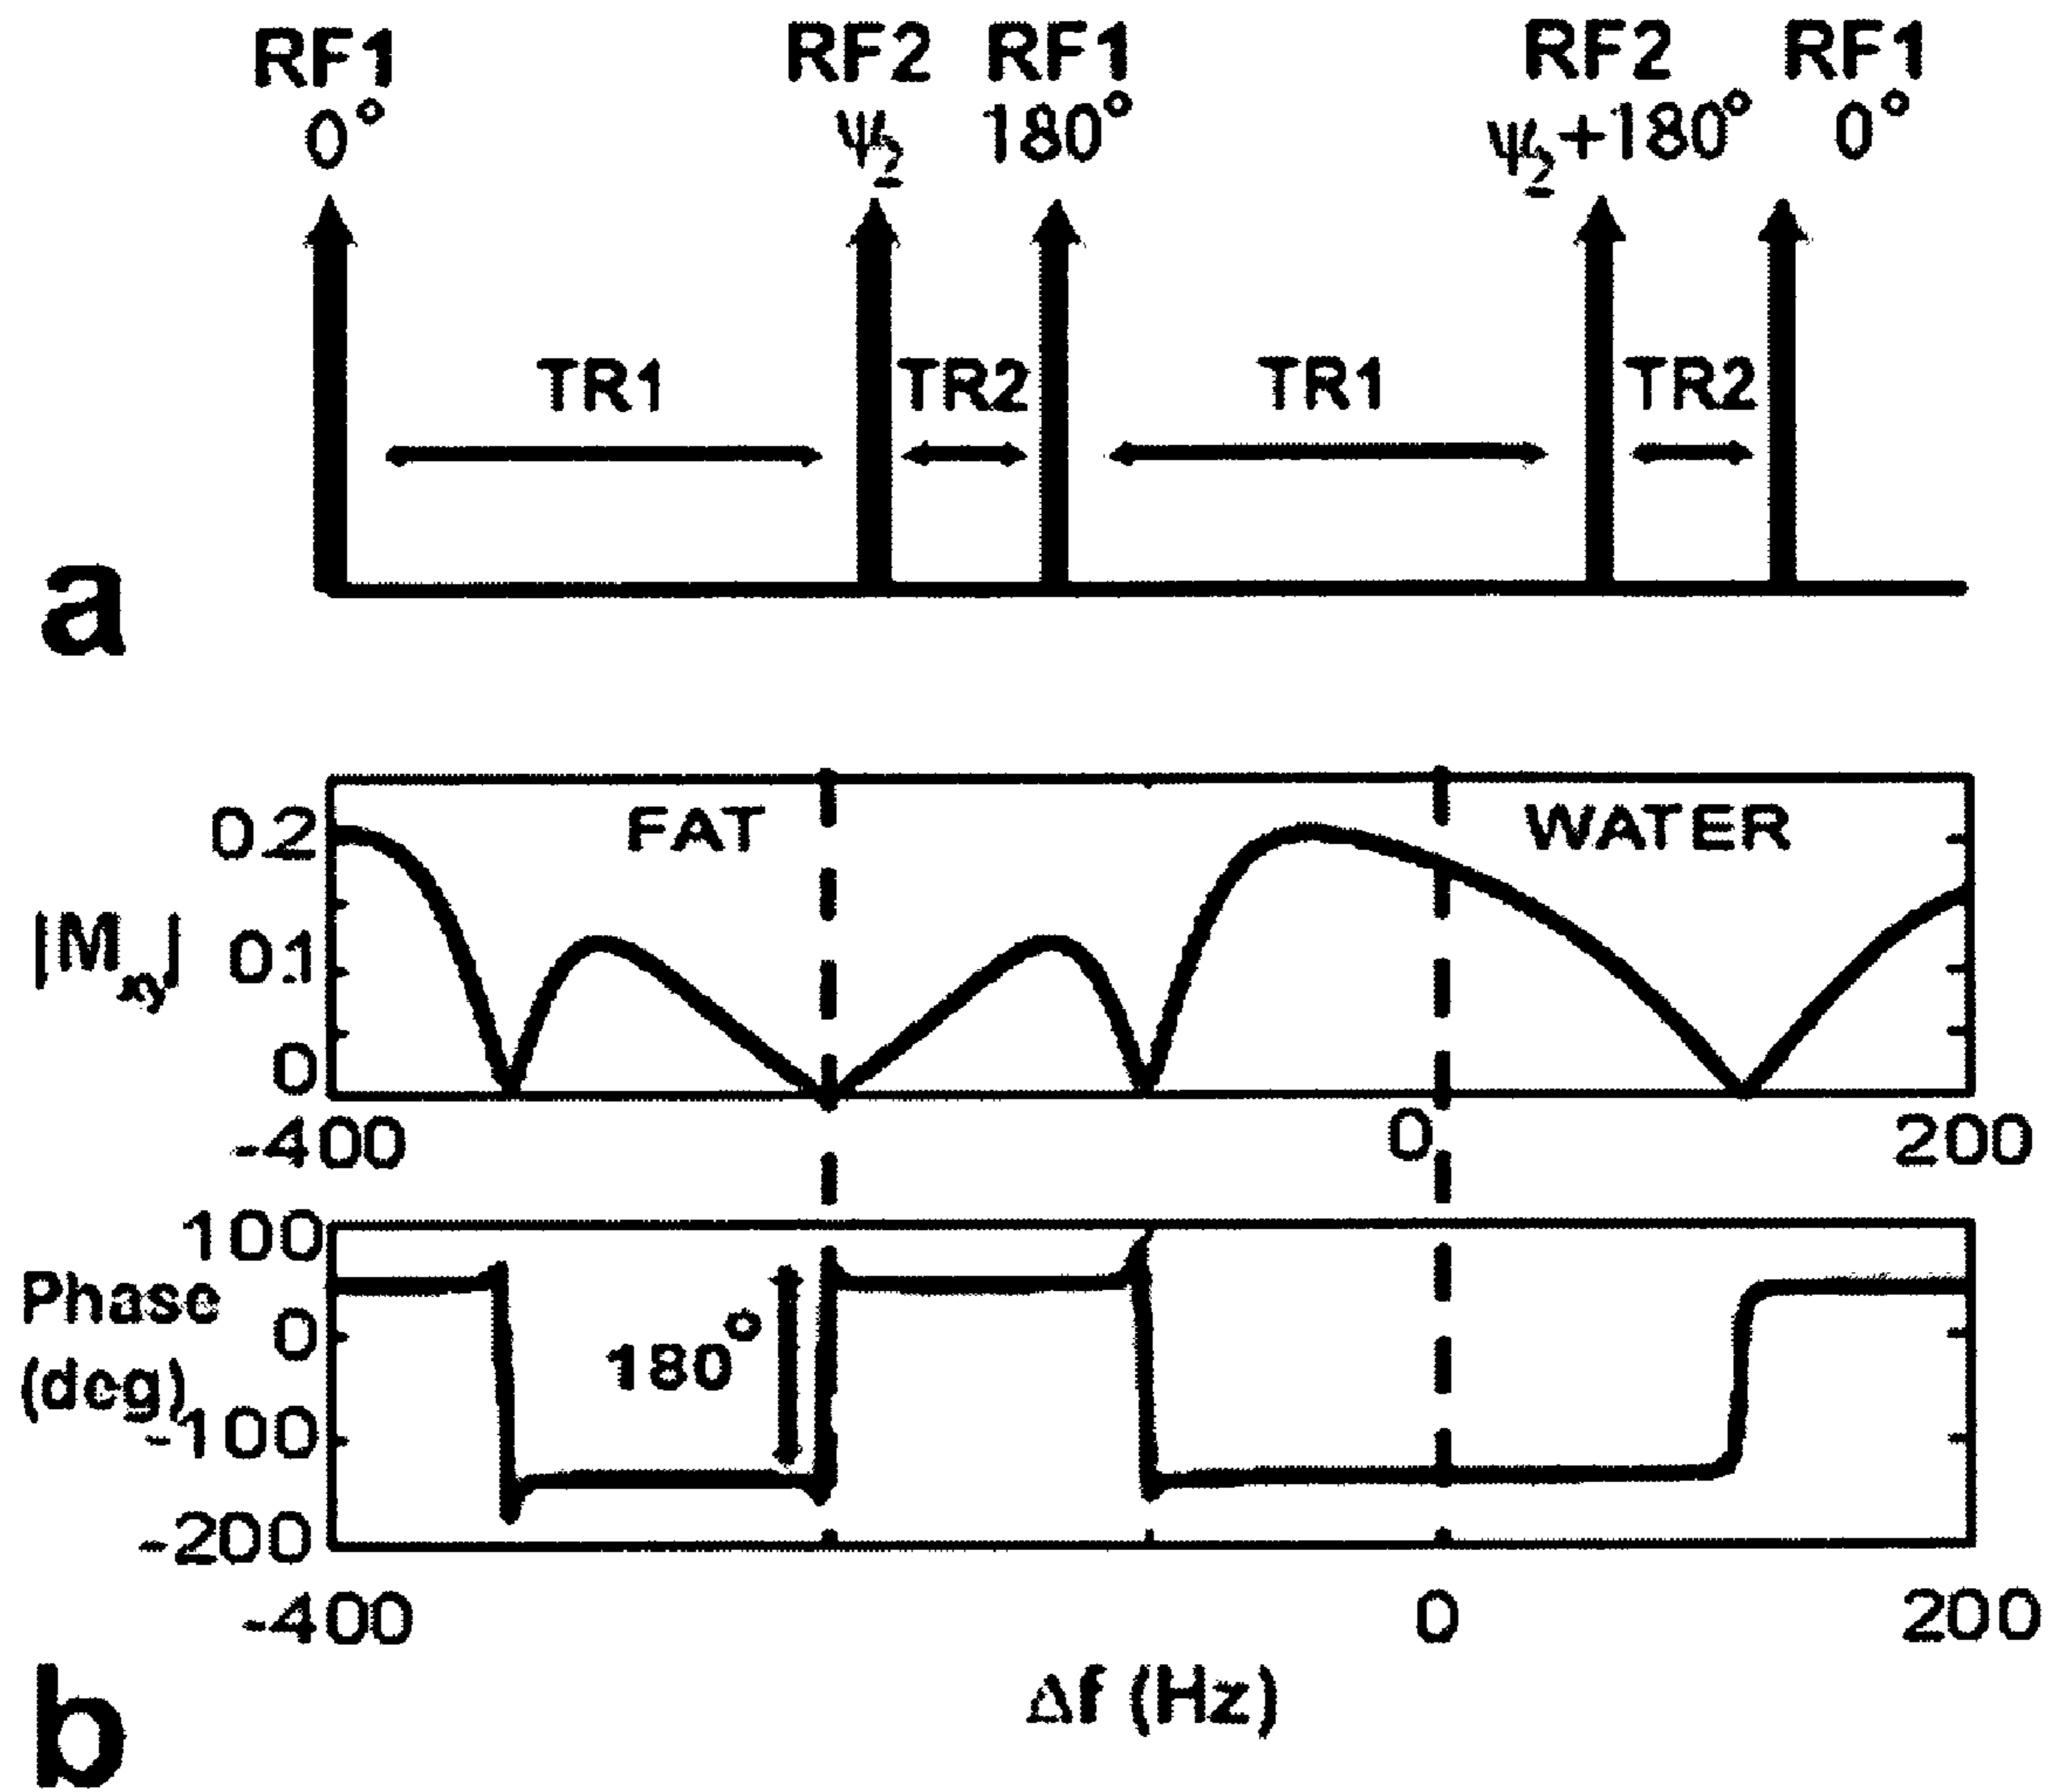 RF1 RF2 RF1 RF2 RF1
0° ψ2 180° ψ2+180° 0°
TR1 TR2 TR1 TR2
a
FAT WATER
0.2
|Mxy| 0.1
0
-400 0 200
100
Phase
0
180°
(deg)
-100
-200
-400 0 200
Δf (Hz)
b